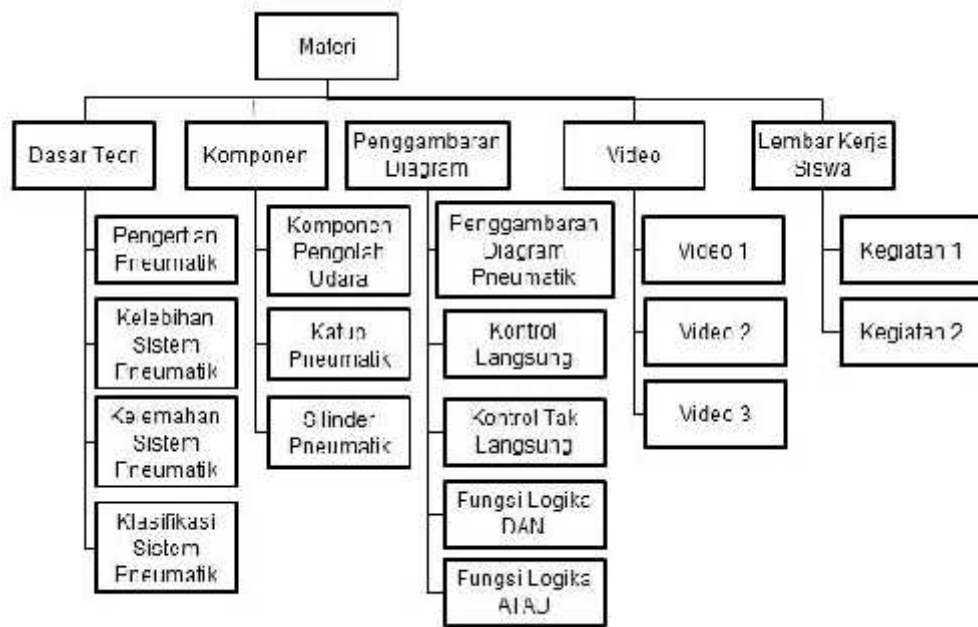 Materi
Dasar Teori
Pengertian
Pneumatik
Kelebihan
Sistem
Pneumatik
Kelemahan
Sistem
Pneumatik
Klasifikasi
Sistem
Pneumatik
Komponen
Komponen
Pengolah
Udara
Katup
Pneumatik
Silinder
Pneumatik
Penggambaran
Diagram
Penggambaran
Diagram
Pneumatik
Kontrol
Langsung
Kontrol Tak
Langsung
Fungsi Logika
DAN
Fungsi Logika
ATAU
Video
Video 1
Video 2
Video 3
Lembar Kerja
Siswa
Kegiatan 1
Kegiatan 2